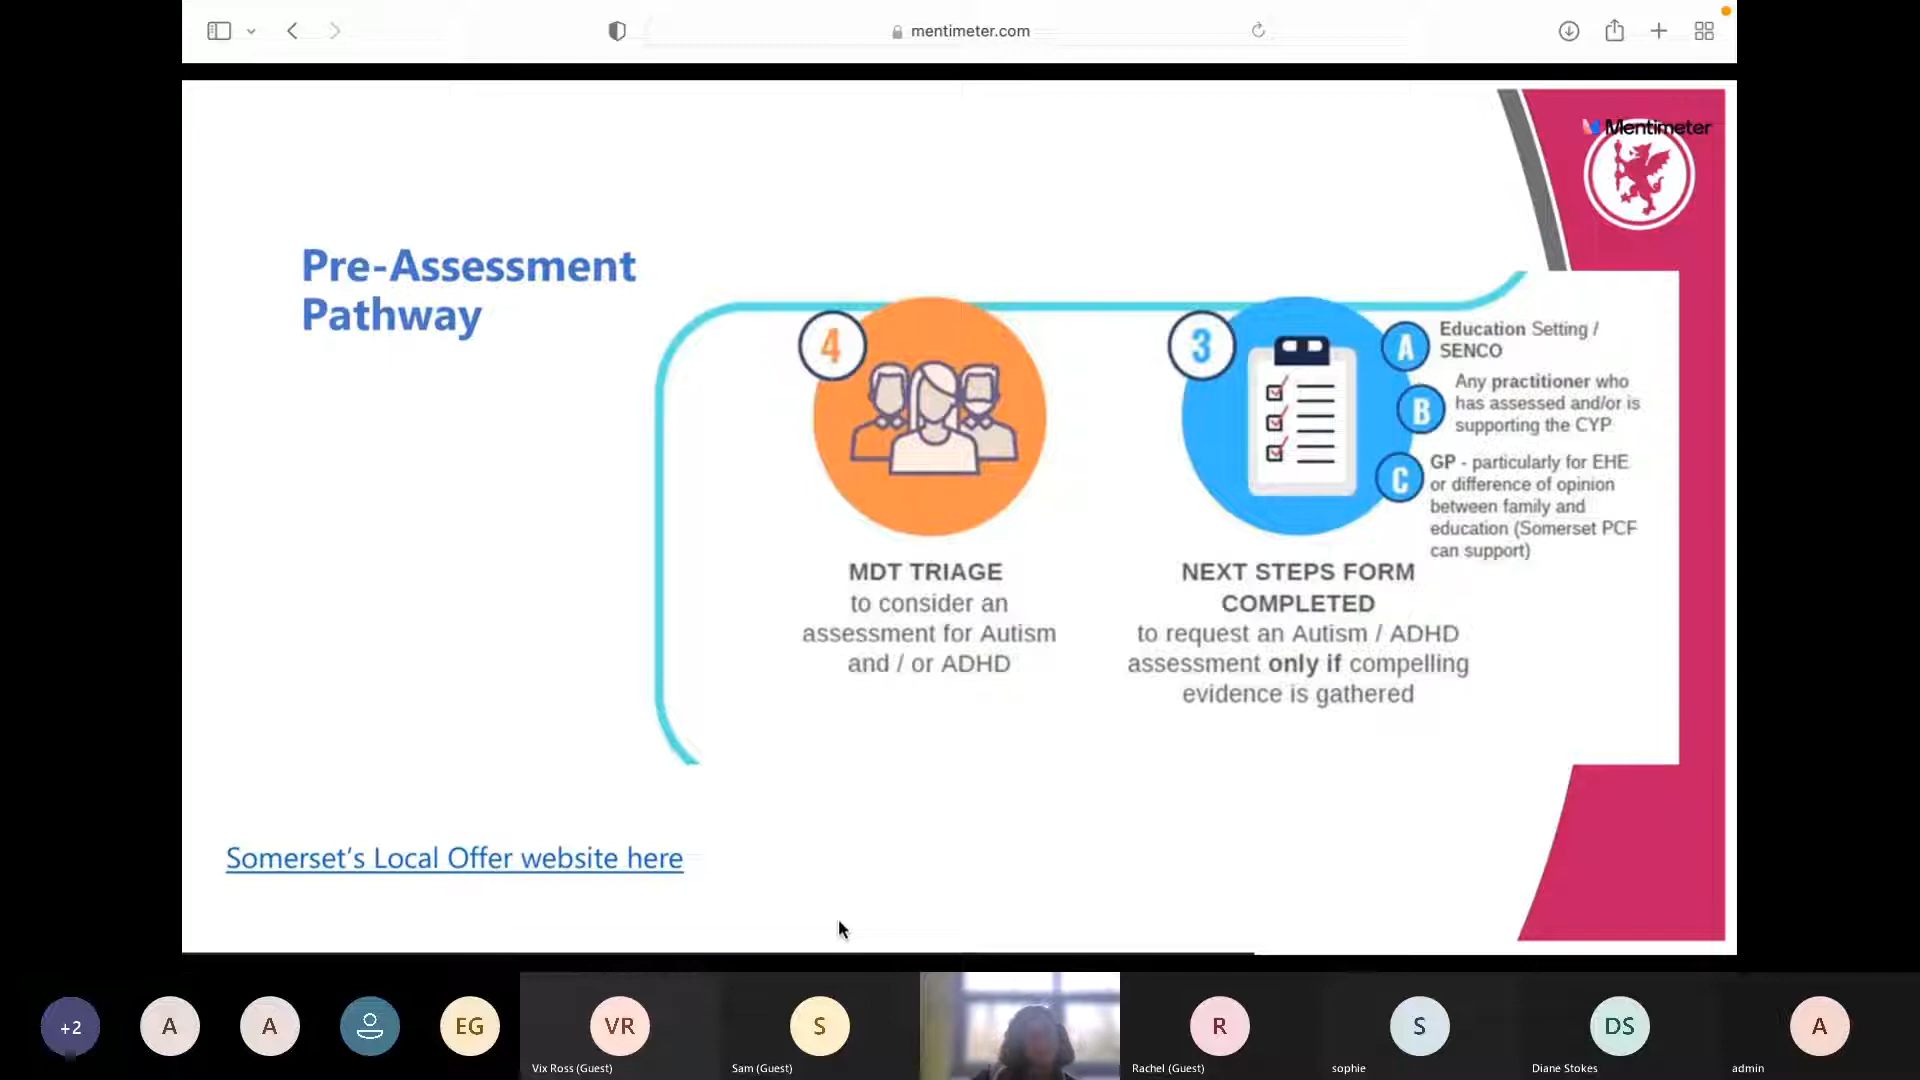 mentimeter.com
Mentimeter
Pre-Assessment
Pathway
4
MDT TRIAGE
to consider an
assessment for Autism
and / or ADHD
3
NEXT STEPS FORM
COMPLETED
to request an Autism / ADHD
assessment only if compelling
evidence is gathered
A
Education Setting /
SENCO
B
Any practitioner who
has assessed and/or is
supporting the CYP
C
GP - particularly for EHE
or difference of opinion
between family and
education (Somerset PCF
can support)
Somerset's Local Offer website here
+2
A
A
EG
VR
Vix Ross (Guest)
S
Sam (Guest)
R
Rachel (Guest)
S
sophie
DS
Diane Stokes
A
admin